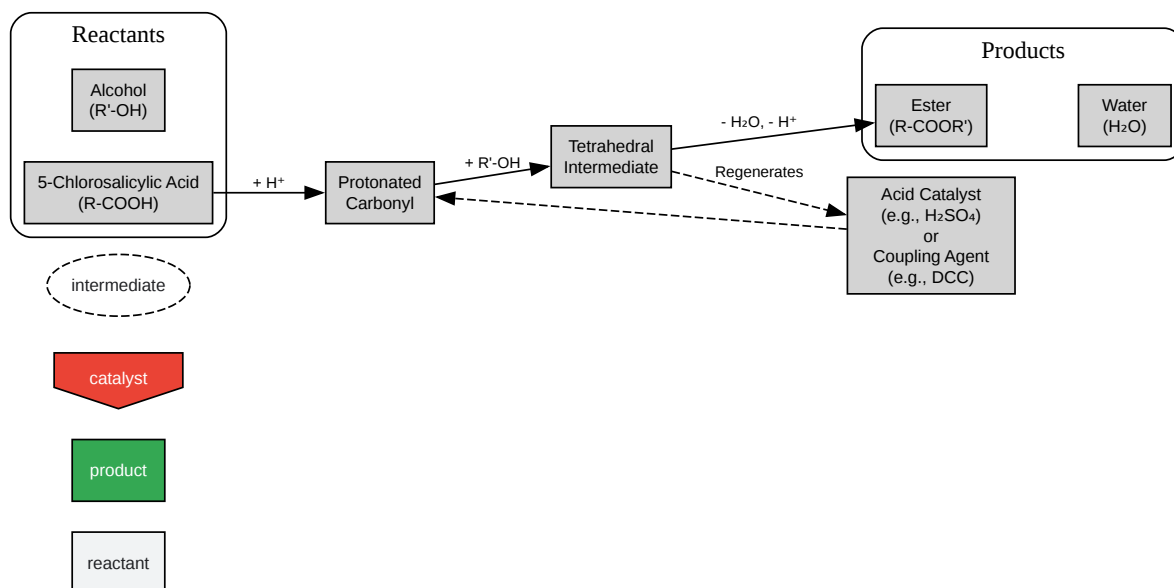 Reactants
Alcohol
(R'-OH)
5-Chlorosalicylic Acid
(R-COOH)
+ H⁺
Protonated
Carbonyl
+ R'-OH
Tetrahedral
Intermediate
- H₂O, - H⁺
Regenerates
Products
Ester
(R-COOR')
Water
(H₂O)
Acid Catalyst
(e.g., H₂SO₄)
or
Coupling Agent
(e.g., DCC)
intermediate
catalyst
product
reactant